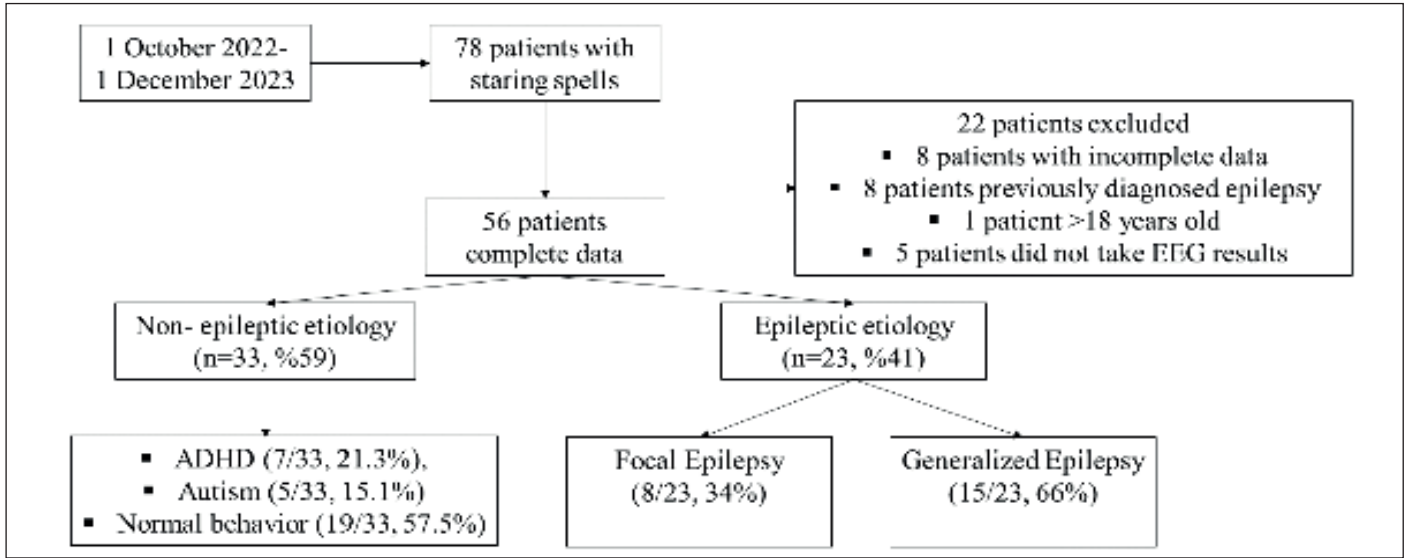 1 October 2022-
1 December 2023
78 patients with
staring spells
22 patients excluded
▪ 8 patients with incomplete data
▪ 8 patients previously diagnosed epilepsy
▪ 1 patient >18 years old
▪ 5 patients did not take EEG results
56 patients
complete data
Non- epileptic etiology
(n=33, %59)
Epileptic etiology
(n=23, %41)
▪ ADHD (7/33, 21.3%),
▪ Autism (5/33, 15.1%)
▪ Normal behavior (19/33, 57.5%)
Focal Epilepsy
(8/23, 34%)
Generalized Epilepsy
(15/23, 66%)